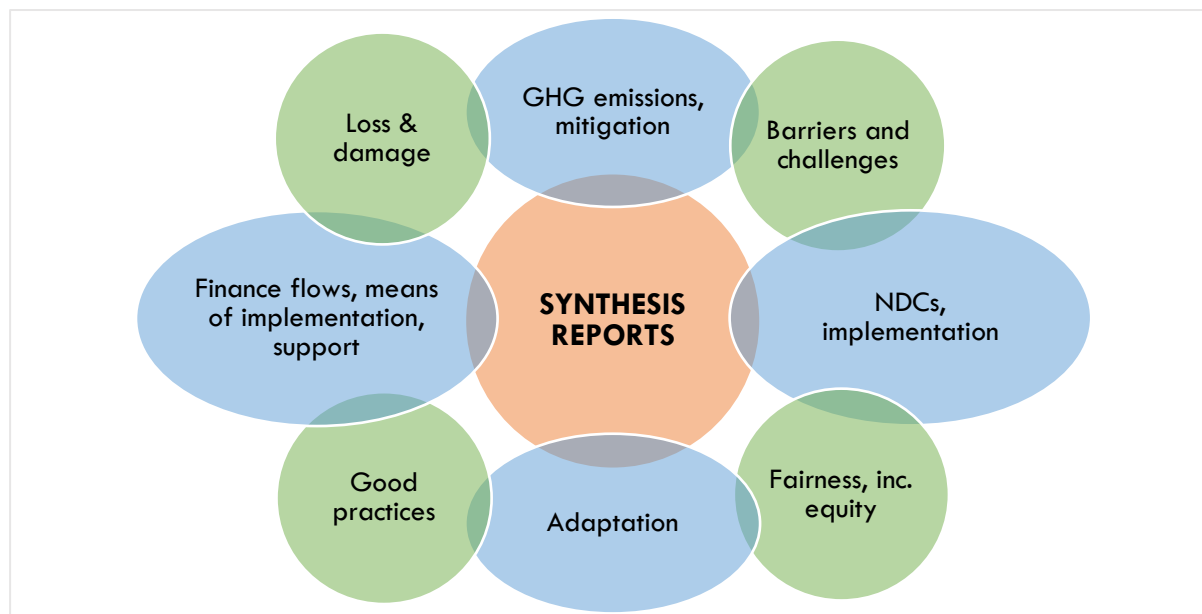 GHG emissions,
mitigation
Loss &
damage
Barriers and
challenges
Finance flows, means
of implementation,
support
SYNTHESIS
REPORTS
NDCs,
implementation
Good
practices
Adaptation
Fairness, inc.
equity